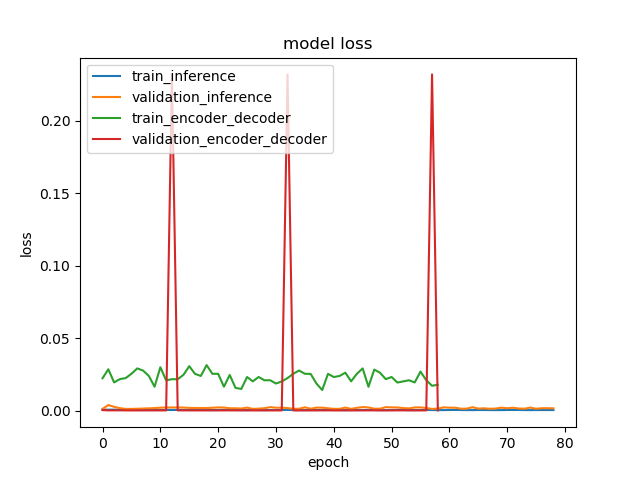 model loss
train_inference
validation_inference
train_encoder_decoder
validation_encoder_decoder
0.20
0.15
0.10
0.05
0.00
loss
0 10 20 30 40 50 60 70 80
epoch